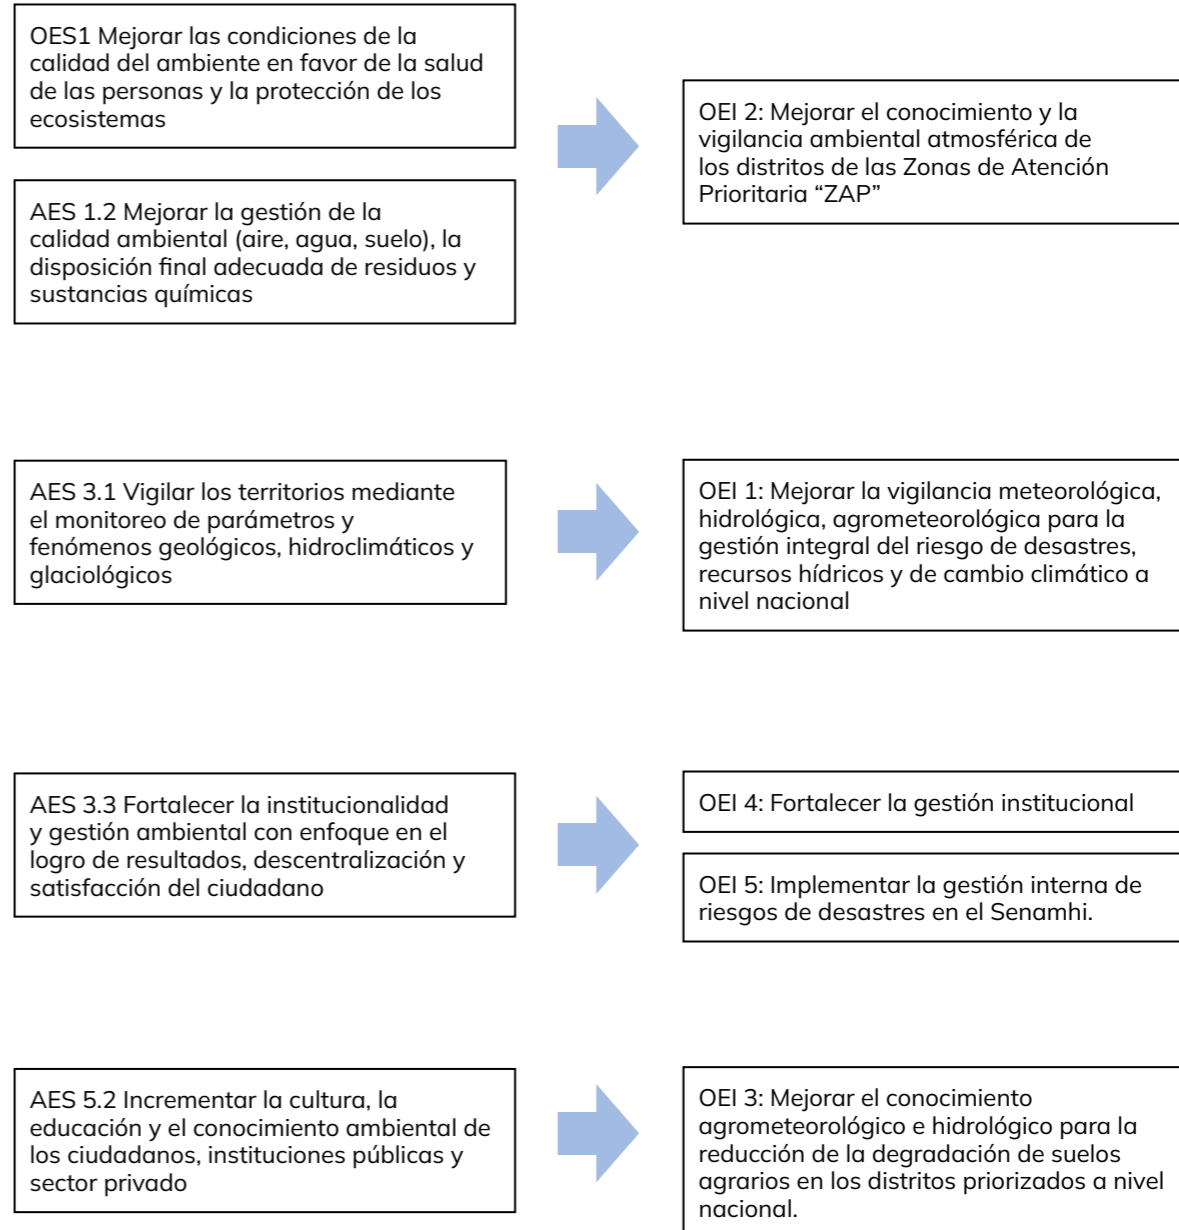 OES1 Mejorar las condiciones de la
calidad del ambiente en favor de la salud
de las personas y la protección de los
ecosistemas
AES 1.2 Mejorar la gestión de la
calidad ambiental (aire, agua, suelo), la
disposición final adecuada de residuos y
sustancias químicas
OEI 2: Mejorar el conocimiento y la
vigilancia ambiental atmosférica de
los distritos de las Zonas de Atención
Prioritaria “ZAP”
AES 3.1 Vigilar los territorios mediante
el monitoreo de parámetros y
fenómenos geológicos, hidroclimáticos y
glaciológicos
OEI 1: Mejorar la vigilancia meteorológica,
hidrológica, agrometeorológica para la
gestión integral del riesgo de desastres,
recursos hídricos y de cambio climático a
nivel nacional
AES 3.3 Fortalecer la institucionalidad
y gestión ambiental con enfoque en el
logro de resultados, descentralización y
satisfacción del ciudadano
OEI 4: Fortalecer la gestión institucional
OEI 5: Implementar la gestión interna de
riesgos de desastres en el Senamhi.
AES 5.2 Incrementar la cultura, la
educación y el conocimiento ambiental de
los ciudadanos, instituciones públicas y
sector privado
OEI 3: Mejorar el conocimiento
agrometeorológico e hidrológico para la
reducción de la degradación de suelos
agrarios en los distritos priorizados a nivel
nacional.